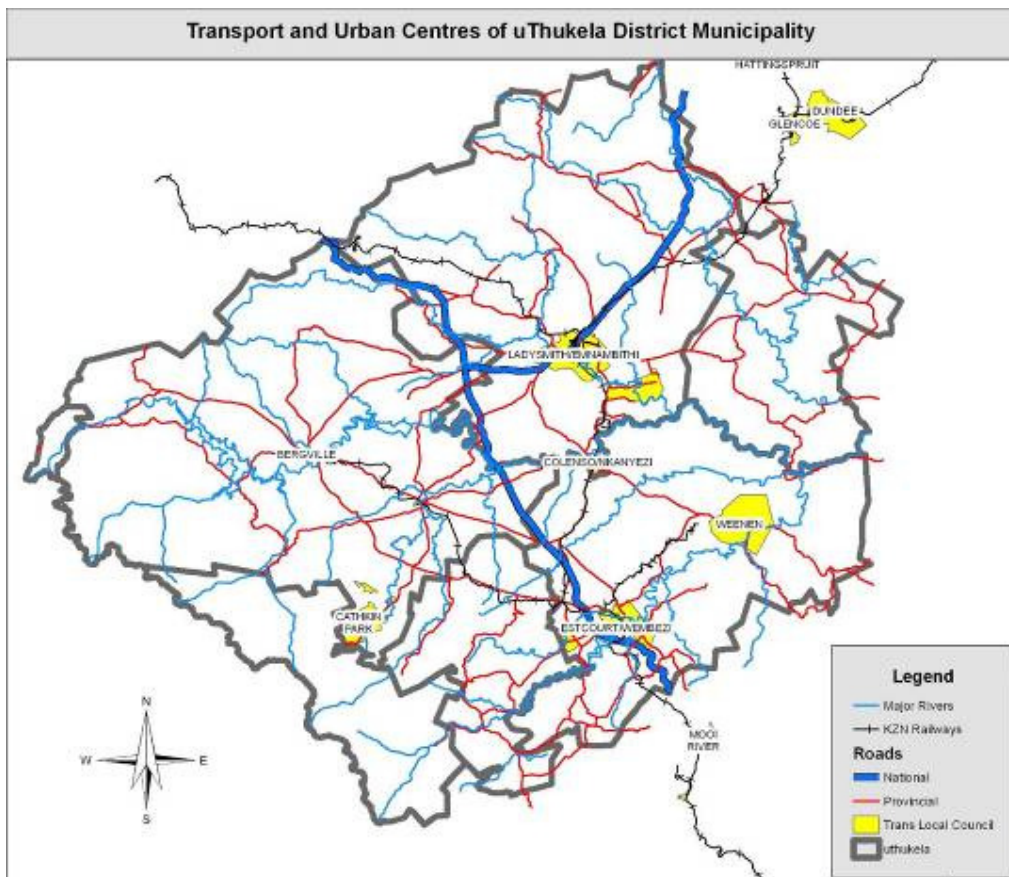 Transport and Urban Centres of uThukela District Municipality
HATTINGSPRUIT
DUNDEE
GLENCOE
LADYSMITH/EMNAMBITHI
BERGVILLE
COLENSO/NKANYEZI
WEENEN
CATHKIN
PARK
ESTCOURT/WEMBEZI
MOOI
RIVER
N
W
E
S
Legend
Major Rivers
KZN Railways
Roads
National
Provincial
Trans Local Council
uthukela